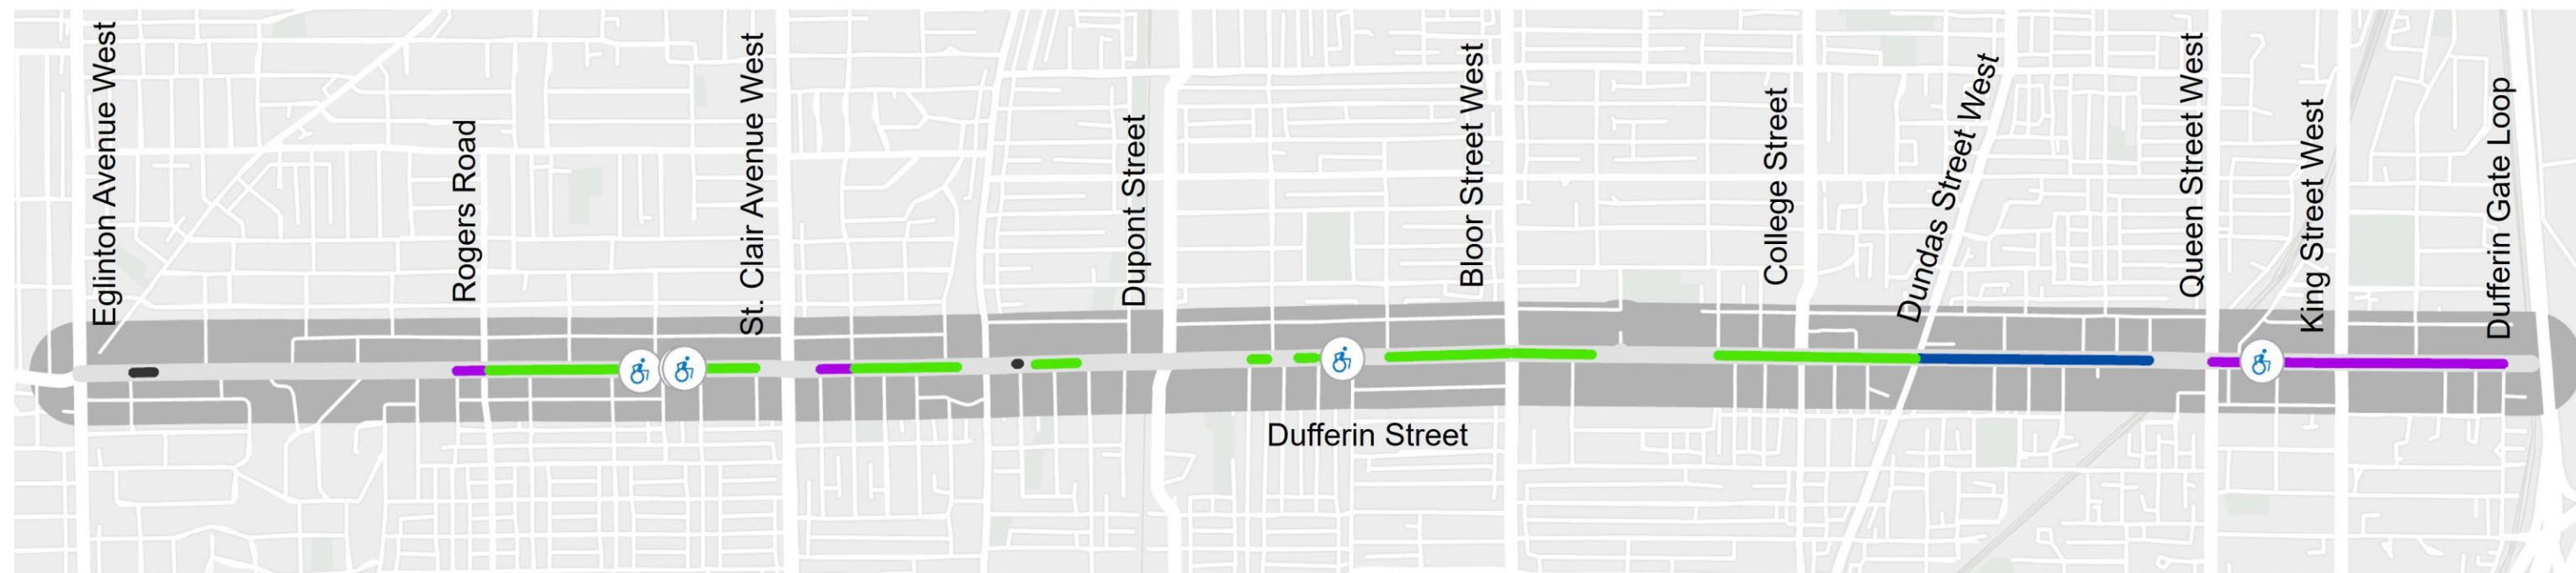 Eglinton Avenue West
Rogers Road
St. Clair Avenue West
Dupont Street
Bloor Street West
College Street
Dundas Street West
Queen Street West
King Street West
Dufferin Gate Loop
Dufferin Street